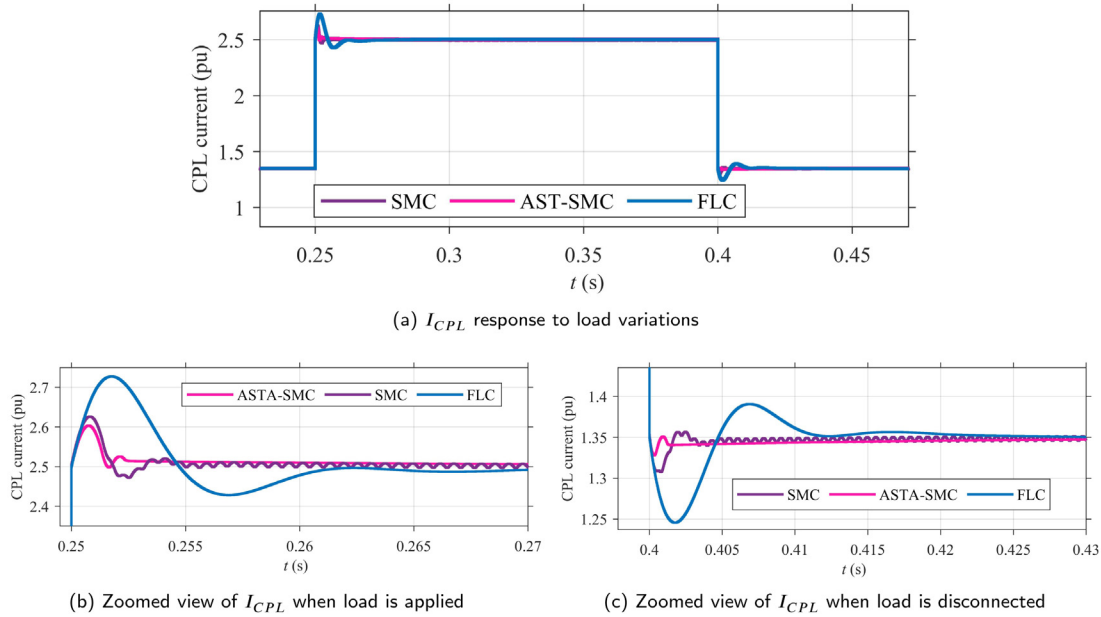 CPL current (pu)
2.5
2
1.5
1
SMC AST-SMC FLC
0.25 0.3 0.35 0.4 0.45
t (s)
(a) I_CPL response to load variations
CPL current (pu)
2.7
2.6
2.5
2.4
ASTA-SMC SMC FLC
0.25 0.255 0.26 0.265 0.27
t (s)
(b) Zoomed view of I_CPL when load is applied
CPL current (pu)
1.4
1.35
1.3
1.25
SMC ASTA-SMC FLC
0.4 0.405 0.41 0.415 0.42 0.425 0.43
t (s)
(c) Zoomed view of I_CPL when load is disconnected